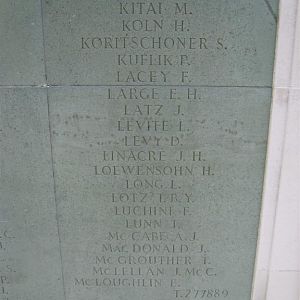 KITAI M.
KOLN H.
KORITSCHONER S.
KUFLIK P.
LACEY F.
LARGE E. H.
LATZ J.
LEVITE L.
LEVY D.
LINACRE J. H.
LOEWENSOHN H.
LONG L.
LOTZ J. B. Y.
LUCHINI F.
LUNN T.
McCABE A. J.
MacDONALD J.
McGROUTHER T.
McLELLAN J. McC.
McLOUGHLIN F.
T.277889